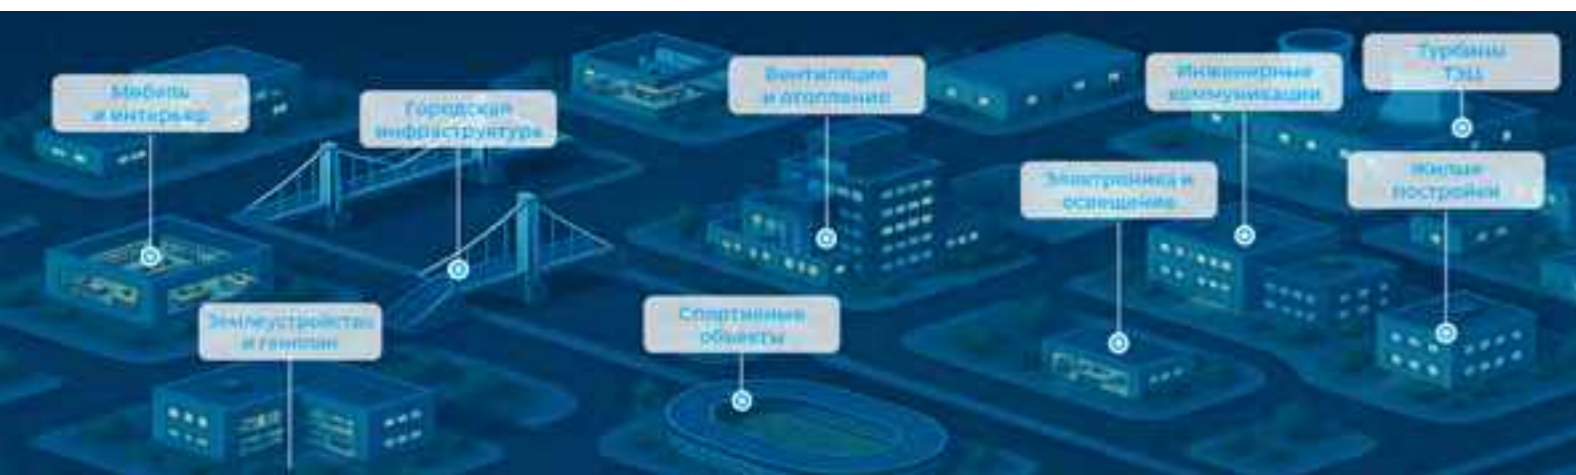 Мебель
и интерьер
Городская
инфраструктура
Вентиляция
и отопление
Инженерные
коммуникации
Турбины
ТЭЦ
Электроника и
освещение
Жилые
постройки
Землеустройство
и генплан
Спортивные
объекты